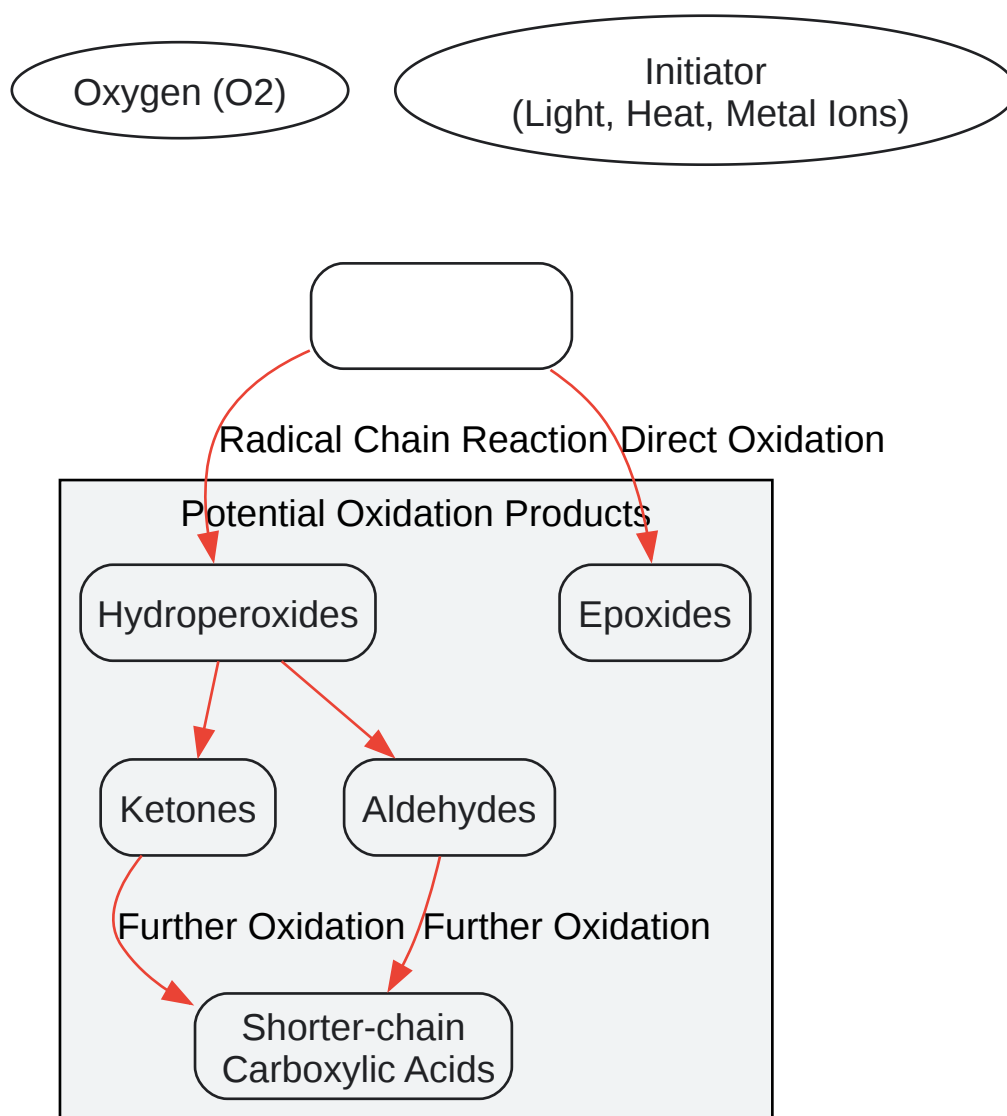 Oxygen (O2)
Initiator
(Light, Heat, Metal Ions)
Radical Chain Reaction
Direct Oxidation
Potential Oxidation Products
Hydroperoxides
Epoxides
Ketones
Aldehydes
Further Oxidation
Further Oxidation
Shorter-chain
Carboxylic Acids